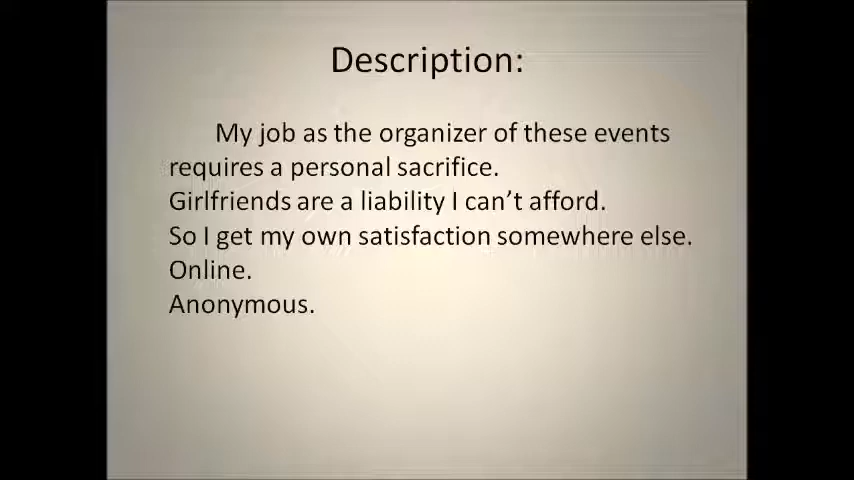 Description:
My job as the organizer of these events
requires a personal sacrifice.
Girlfriends are a liability I can’t afford.
So I get my own satisfaction somewhere else.
Online.
Anonymous.